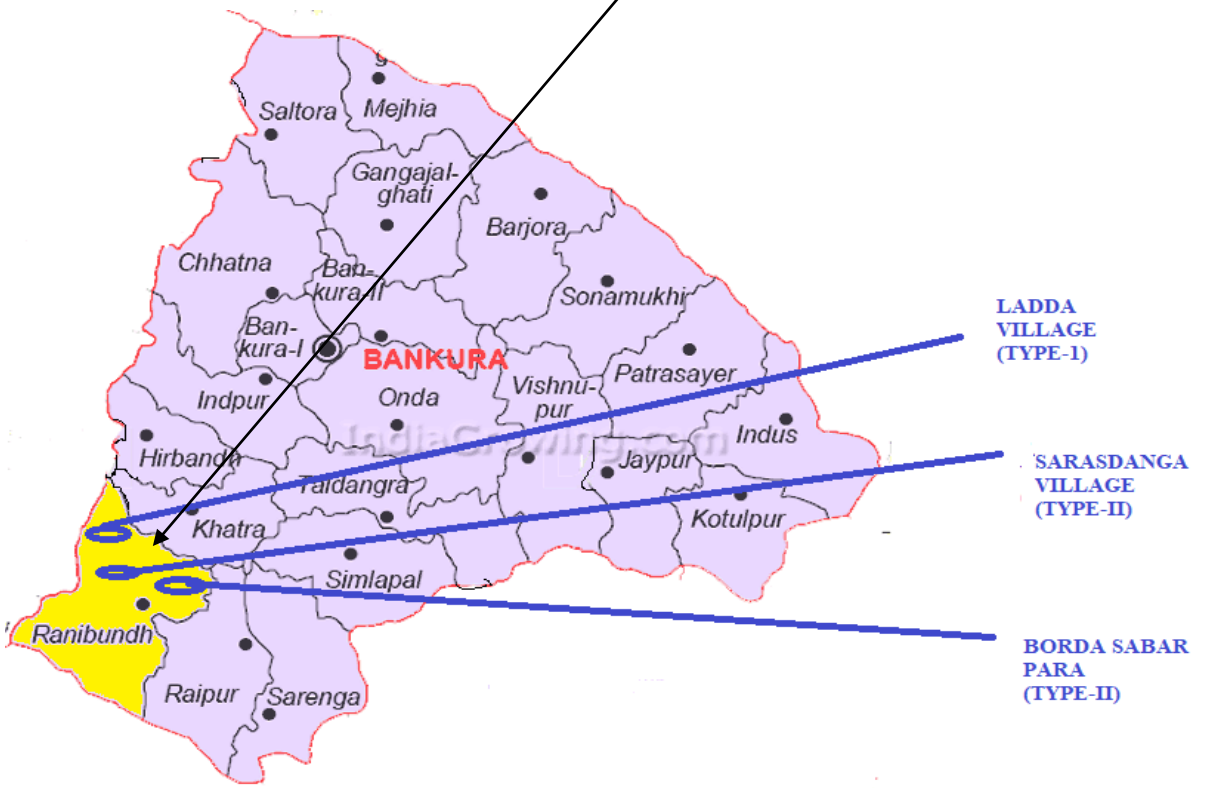 g
Saltora
Mejhia
Gangajal-
ghati
Barjora
Chhatna
Ban-
kura-II
Sonamukhi
Ban-
kura-I
BANKURA
LADDA
VILLAGE
(TYPE-1)
Indpur
Onda
Vishnu-
pur
Patrasayer
IndiaGrowing.com
Indus
Hirbandh
Taldangra
Jaypur
SARASDANGA
VILLAGE
(TYPE-II)
Khatra
Kotulpur
Simlapal
Ranibundh
BORDA SABAR
PARA
(TYPE-II)
Raipur
Sarenga